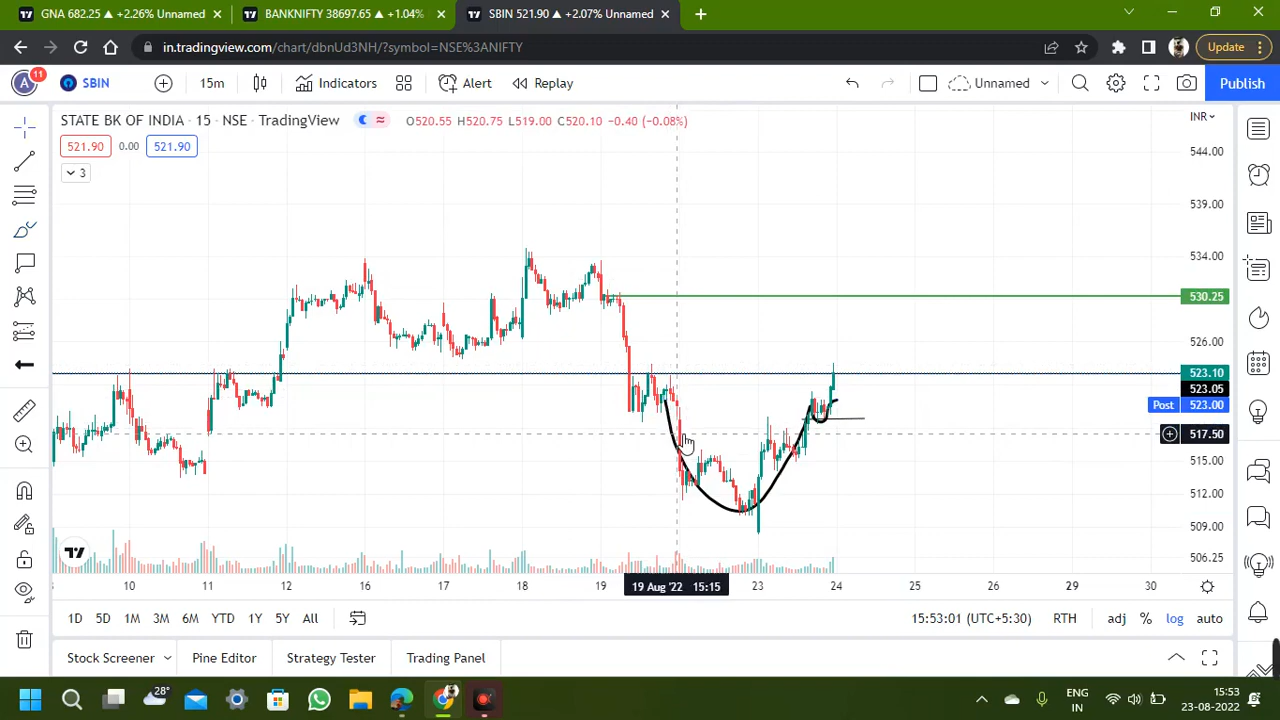 GNA 682.25 ▲ +2.26% Unnamed
BANKNIFTY 38697.65 ▲ +1.04%
SBIN 521.90 ▲ +2.07% Unnamed
in.tradingview.com/chart/dbnUd3NH/?symbol=NSE%3ANIFTY
Update
A
11
SBIN
15m
Indicators
Alert
Replay
Unnamed
Publish
STATE BK OF INDIA · 15 · NSE · TradingView
O520.55 H520.75 L519.00 C520.10 -0.40 (-0.08%)
INR
521.90
0.00
521.90
3
544.00
539.00
534.00
530.25
526.00
523.10
523.05
Post 523.00
517.50
515.00
512.00
509.00
506.25
10 11 12 16 17 18 19 23 24 25 26 29 30
19 Aug '22 15:15
1D 5D 1M 3M 6M YTD 1Y 5Y All
15:53:01 (UTC+5:30) RTH adj % log auto
Stock Screener
Pine Editor
Strategy Tester
Trading Panel
28°
ENG
IN
15:53
23-08-2022